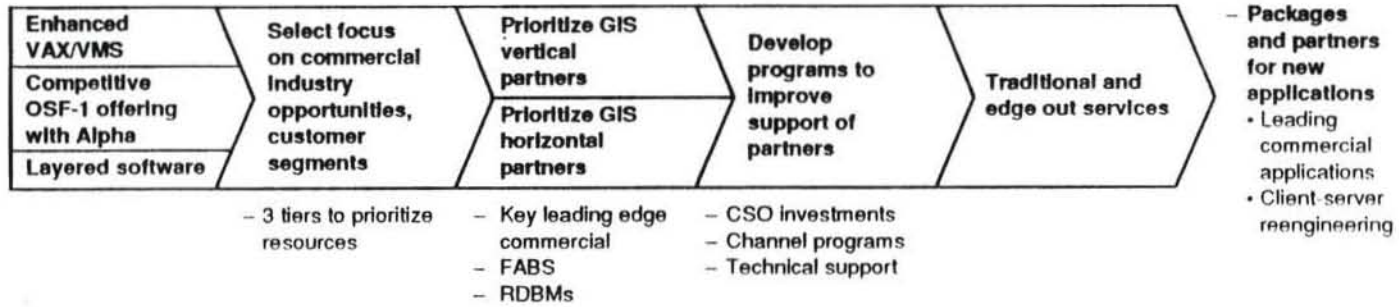 Enhanced
VAX/VMS
Competitive
OSF-1 offering
with Alpha
Layered software
Select focus
on commercial
industry
opportunities,
customer
segments
– 3 tiers to prioritize
resources
Prioritize GIS
vertical
partners
Prioritize GIS
horizontal
partners
– Key leading edge
commercial
– FABS
– RDBMs
Develop
programs to
improve
support of
partners
– CSO investments
– Channel programs
– Technical support
Traditional and
edge out services
– Packages
and partners
for new
applications
• Leading
commercial
applications
• Client-server
reengineering